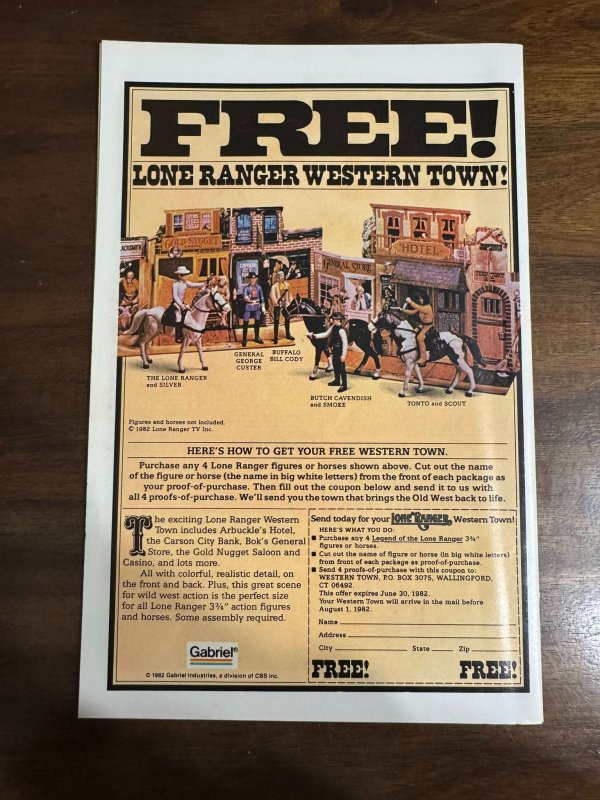 FREE!
LONE RANGER WESTERN TOWN!
GOLD NUGGET
HOTEL
GENERAL STORE
THE LONE RANGER
and SILVER
GENERAL
GEORGE
CUSTER
BUFFALO
BILL CODY
BUTCH CAVENDISH
and SMOKE
TONTO and SCOUT
Figures and horses not included.
© 1982 Lone Ranger TV Inc.
HERE'S HOW TO GET YOUR FREE WESTERN TOWN.
Purchase any 4 Lone Ranger figures or horses shown above. Cut out the name
of the figure or horse (the name in big white letters) from the front of each package as
your proof-of-purchase. Then fill out the coupon below and send it to us with
all 4 proofs-of-purchase. We'll send you the town that brings the Old West back to life.
The exciting Lone Ranger Western
Town includes Arbuckle's Hotel,
the Carson City Bank, Bok's General
Store, the Gold Nugget Saloon and
Casino, and lots more.
All with colorful, realistic detail, on
the front and back. Plus, this great scene
for wild west action is the perfect size
for all Lone Ranger 3¾" action figures
and horses. Some assembly required.
Gabriel®
© 1982 Gabriel Industries, a division of CBS Inc.
Send today for your LONE RANGER Western Town!
HERE'S WHAT YOU DO:
■ Purchase any 4 Legend of the Lone Ranger 3¾"
figures or horses.
■ Cut out the name of figure or horse (in big white letters)
from front of each package as proof-of-purchase.
■ Send 4 proofs-of-purchase with this coupon to:
WESTERN TOWN, P.O. BOX 3075, WALLINGFORD,
CT 06492.
This offer expires June 30, 1982.
Your Western Town will arrive in the mail before
August 1, 1982.
Name
Address
City State Zip
FREE! FREE!